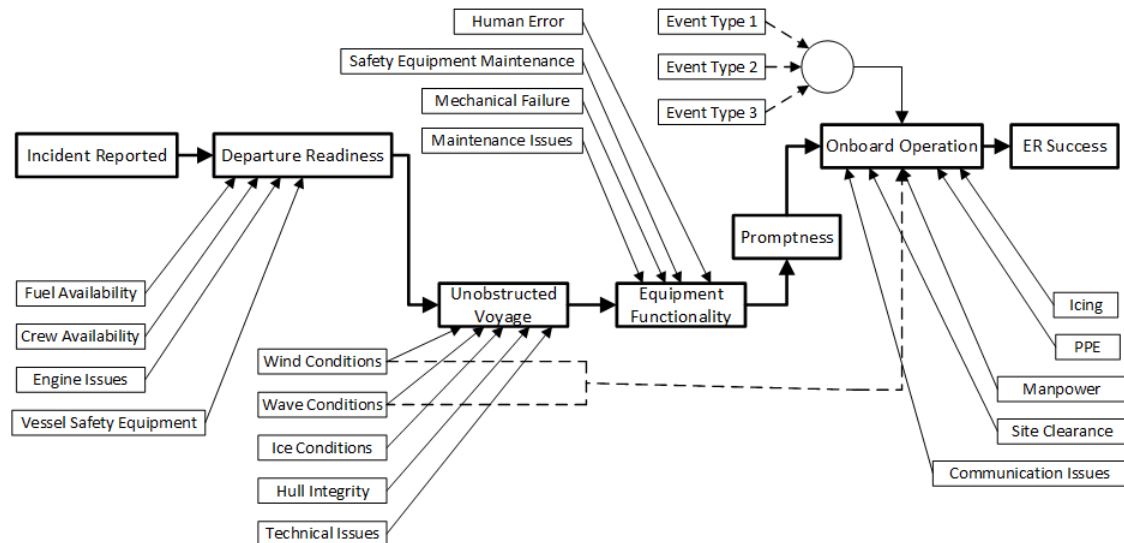 Human Error
Event Type 1
Safety Equipment Maintenance
Event Type 2
Mechanical Failure
Event Type 3
Maintenance Issues
Incident Reported
Departure Readiness
Onboard Operation
ER Success
Promptness
Fuel Availability
Unobstructed
Voyage
Equipment
Functionality
Icing
Crew Availability
PPE
Wind Conditions
Engine Issues
Manpower
Wave Conditions
Vessel Safety Equipment
Site Clearance
Ice Conditions
Communication Issues
Hull Integrity
Technical Issues